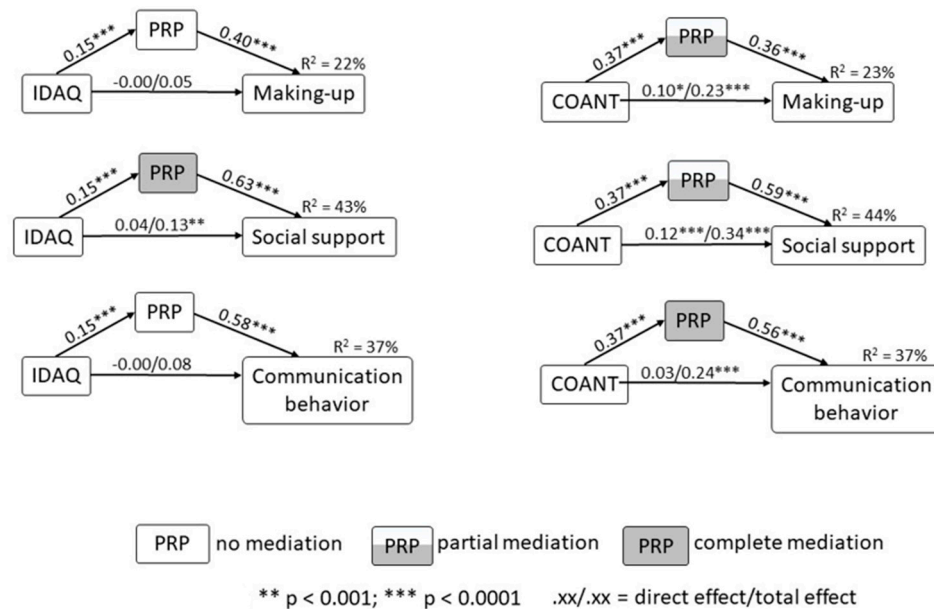 0.15***
PRP
0.40***
R² = 22%
IDAQ
-0.00/0.05
Making-up
0.37***
PRP
0.36***
R² = 23%
COANT
0.10*/0.23***
Making-up
0.15***
PRP
0.63***
R² = 43%
IDAQ
0.04/0.13**
Social support
0.37***
PRP
0.59***
R² = 44%
COANT
0.12***/0.34***
Social support
0.15***
PRP
0.58***
R² = 37%
IDAQ
-0.00/0.08
Communication
behavior
0.37***
PRP
0.56***
R² = 37%
COANT
0.03/0.24***
Communication
behavior
PRP no mediation PRP partial mediation PRP complete mediation
** p < 0.001; *** p < 0.0001 .xx/.xx = direct effect/total effect